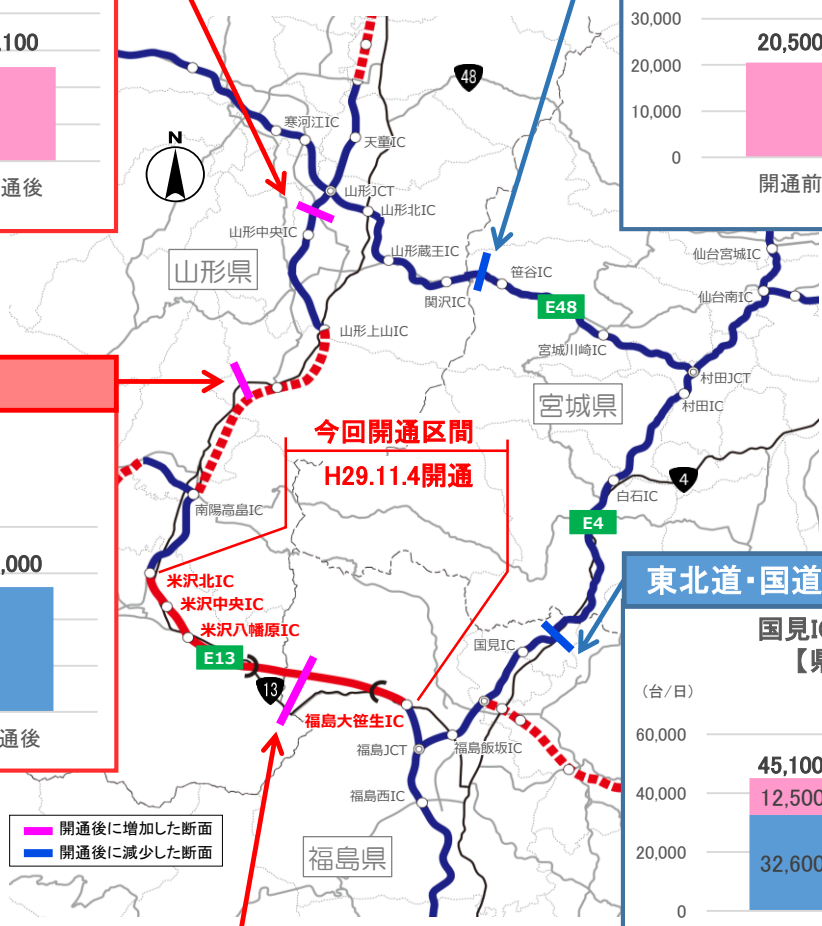 ,100
通後
,000
通後
30,000
20,000
10,000
0
20,500
開通前
48
N
寒河江IC
天童IC
山形JCT
山形北IC
山形中央IC
山形蔵王IC
山形県
関沢IC
笹谷IC
E48
仙台宮城IC
仙台南IC
山形上山IC
宮城川崎IC
村田JCT
村田IC
宮城県
今回開通区間
H29.11.4開通
4
白石IC
南陽高畠IC
E4
米沢北IC
米沢中央IC
米沢八幡原IC
E13
13
国見IC
福島大笹生IC
福島JCT
福島飯坂IC
福島西IC
福島県
開通後に増加した断面
開通後に減少した断面
東北道・国道
国見IC
【県
（台/日）
60,000
40,000
20,000
0
45,100
12,500
32,600